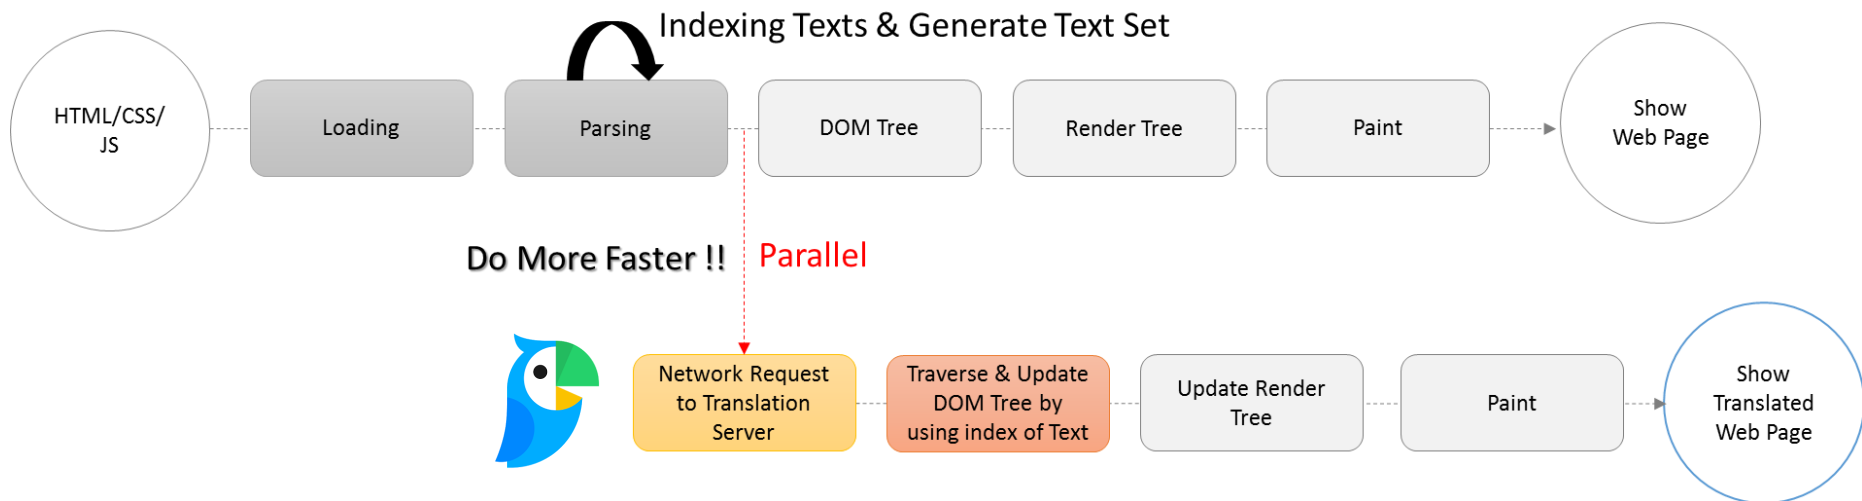 Indexing Texts & Generate Text Set
HTML/CSS/
JS
Loading
Parsing
DOM Tree
Render Tree
Paint
Show
Web Page
Do More Faster !!
Parallel
Network Request
to Translation
Server
Traverse & Update
DOM Tree by
using index of Text
Update Render
Tree
Paint
Show
Translated
Web Page